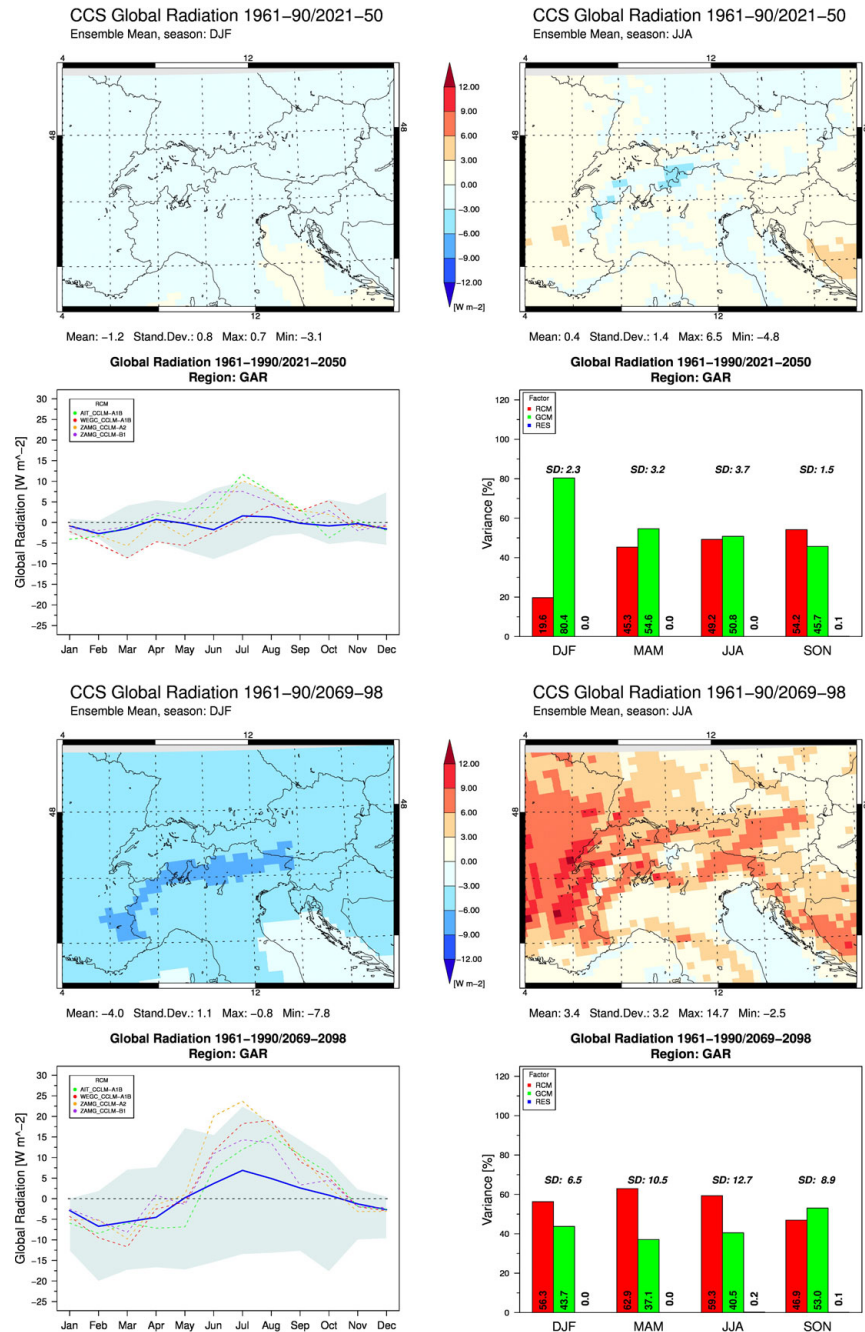 CCS Global Radiation 1961−90/2021−50
Ensemble Mean, season: DJF
4
12
48
4
12
Mean: −1.2 Stand.Dev.: 0.8 Max: 0.7 Min: −3.1
12.00
9.00
6.00
3.00
0.00
−3.00
−6.00
−9.00
−12.00
[W m−2]
CCS Global Radiation 1961−90/2021−50
Ensemble Mean, season: JJA
4
12
48
4
12
Mean: 0.4 Stand.Dev.: 1.4 Max: 6.5 Min: −4.8
Global Radiation 1961−1990/2021−2050
Region: GAR
Global Radiation [W m^−2]
30
25
20
15
10
5
0
−5
−10
−15
−20
−25
RCM
AIT_CCLM−A1B
WEGC_CCLM−A1B
ZAMG_CCLM−A2
ZAMG_CCLM−B1
Jan Feb Mar Apr May Jun Jul Aug Sep Oct Nov Dec
Global Radiation 1961−1990/2021−2050
Region: GAR
Variance [%]
120
100
80
60
40
20
0
Factor
RCM
GCM
RES
SD: 2.3 SD: 3.2 SD: 3.7 SD: 1.5
19.6 80.4 0.0 45.3 54.6 0.0 49.2 50.8 0.0 54.2 45.7 0.1
DJF MAM JJA SON
CCS Global Radiation 1961−90/2069−98
Ensemble Mean, season: DJF
4
12
48
4
12
Mean: −4.0 Stand.Dev.: 1.1 Max: −0.8 Min: −7.8
12.00
9.00
6.00
3.00
0.00
−3.00
−6.00
−9.00
−12.00
[W m−2]
CCS Global Radiation 1961−90/2069−98
Ensemble Mean, season: JJA
4
12
48
4
12
Mean: 3.4 Stand.Dev.: 3.2 Max: 14.7 Min: −2.5
Global Radiation 1961−1990/2069−2098
Region: GAR
Global Radiation [W m^−2]
30
25
20
15
10
5
0
−5
−10
−15
−20
−25
RCM
AIT_CCLM−A1B
WEGC_CCLM−A1B
ZAMG_CCLM−A2
ZAMG_CCLM−B1
Jan Feb Mar Apr May Jun Jul Aug Sep Oct Nov Dec
Global Radiation 1961−1990/2069−2098
Region: GAR
Variance [%]
120
100
80
60
40
20
0
Factor
RCM
GCM
RES
SD: 6.5 SD: 10.5 SD: 12.7 SD: 8.9
56.3 43.7 0.0 62.9 37.1 0.0 59.3 40.5 0.2 46.9 53.0 0.1
DJF MAM JJA SON